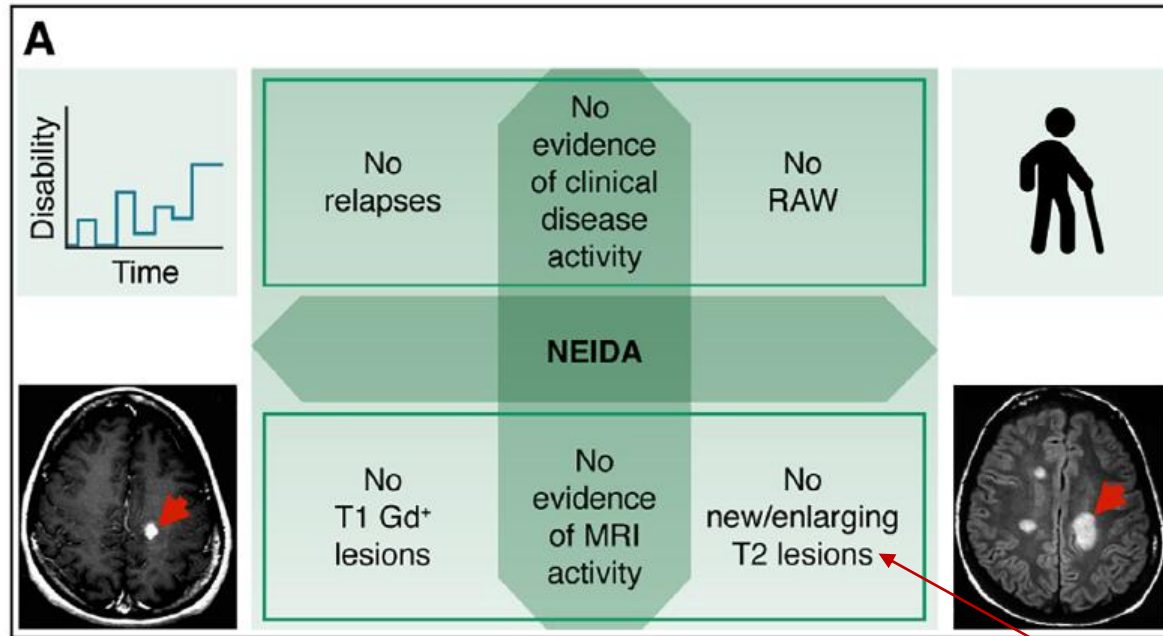 A
Disability
Time
No
relapses
No
evidence
of clinical
disease
activity
No
RAW
NEIDA
No
T1 Gd⁺
lesions
No
evidence
of MRI
activity
No
new/enlarging
T2 lesions